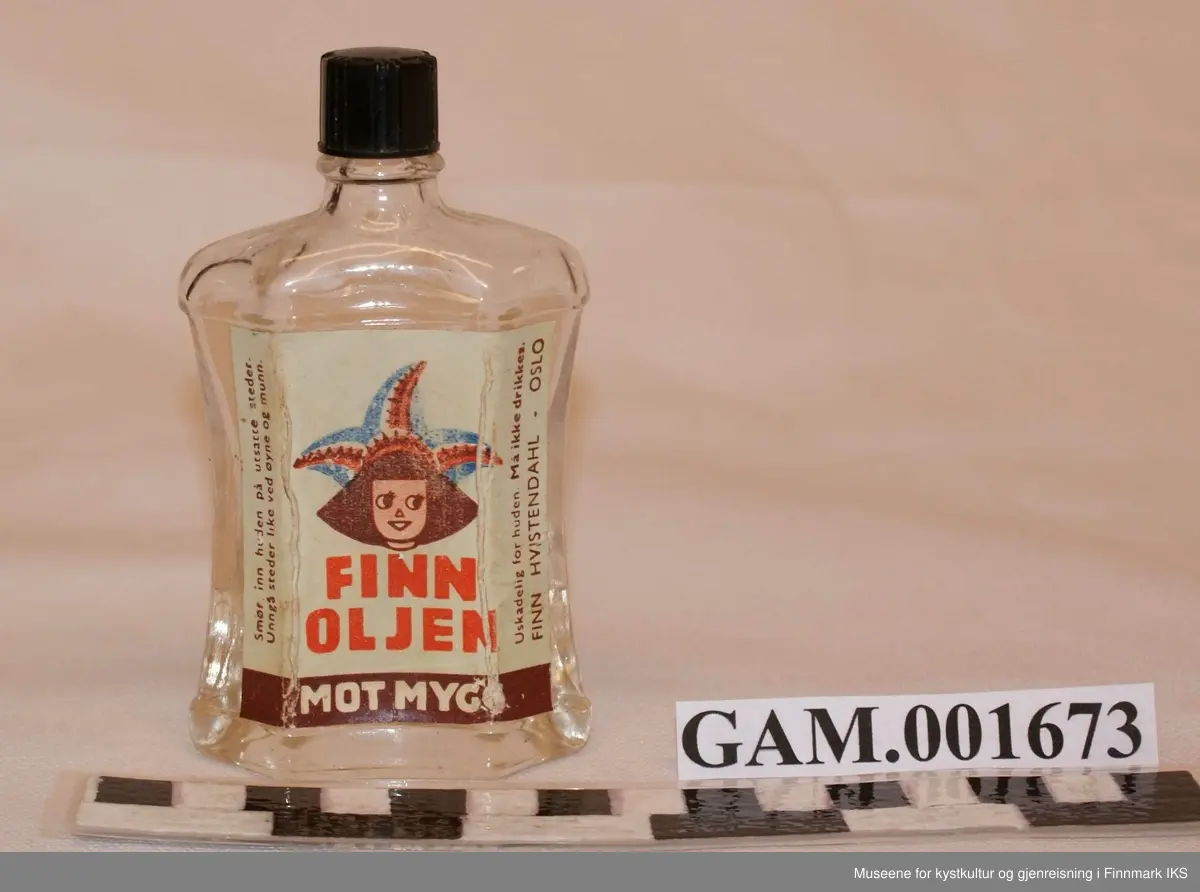 Smør inn huden på utsatte steder.
Unngå steder like ved øyne og munn.
FINN
OLJEN
MOT MYGG
Uskadelig for huden. Må ikke drikkes.
FINN HVISTENDAHL - OSLO
GAM.001673
Museene for kystkultur og gjenreisning i Finnmark IKS